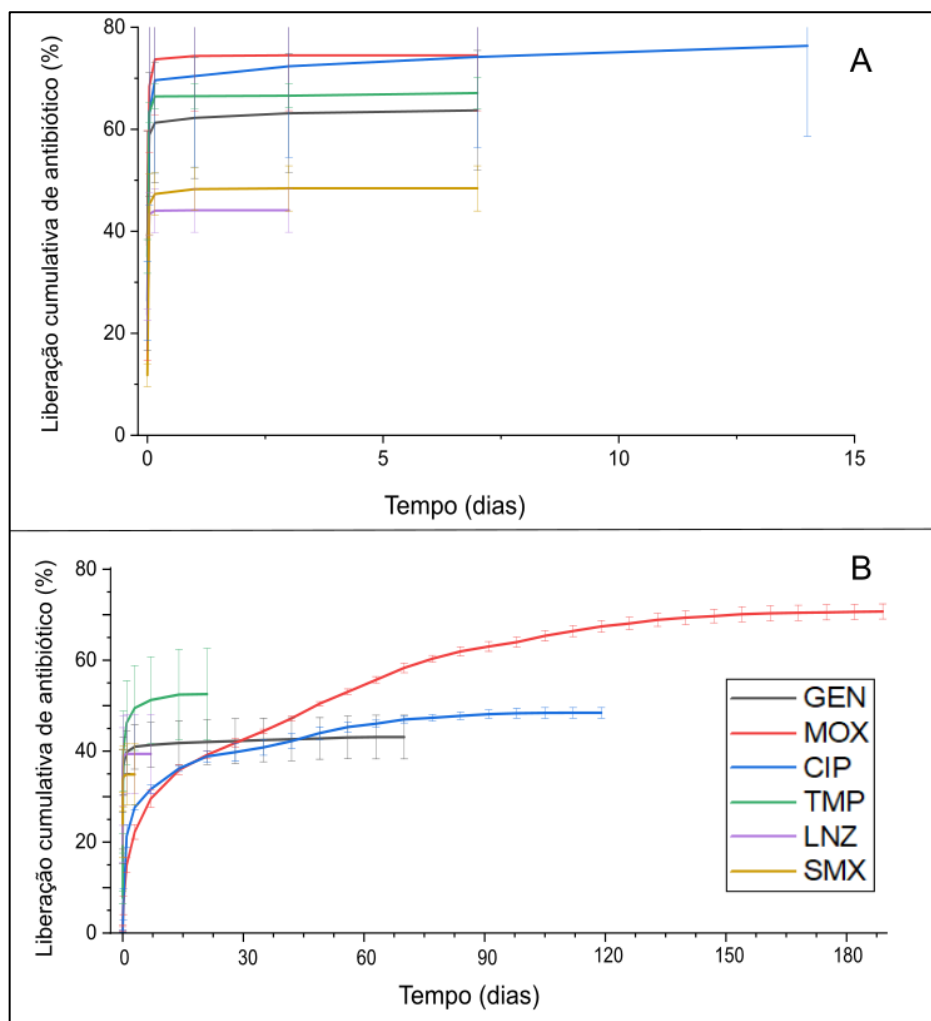 A
Liberação cumulativa de antibiótico (%)
80
60
40
20
0
0 5 10 15
Tempo (dias)
B
Liberação cumulativa de antibiótico (%)
80
60
40
20
0
GEN
MOX
CIP
TMP
LNZ
SMX
0 30 60 90 120 150 180
Tempo (dias)